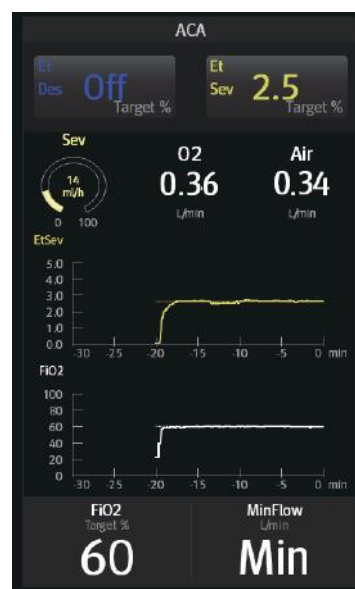 ACA
Et Des Off Target % Et Sev 2.5 Target %
Sev O2 Air
14 ml/h 0.36 0.34
0 100 L/min L/min
EtSev
5.0
4.0
3.0
2.0
1.0
0.0
-30 -25 -20 -15 -10 -5 0 min
FiO2
100
80
60
40
20
0
-30 -25 -20 -15 -10 -5 0 min
FiO2 MinFlow
Target % L/min
60 Min